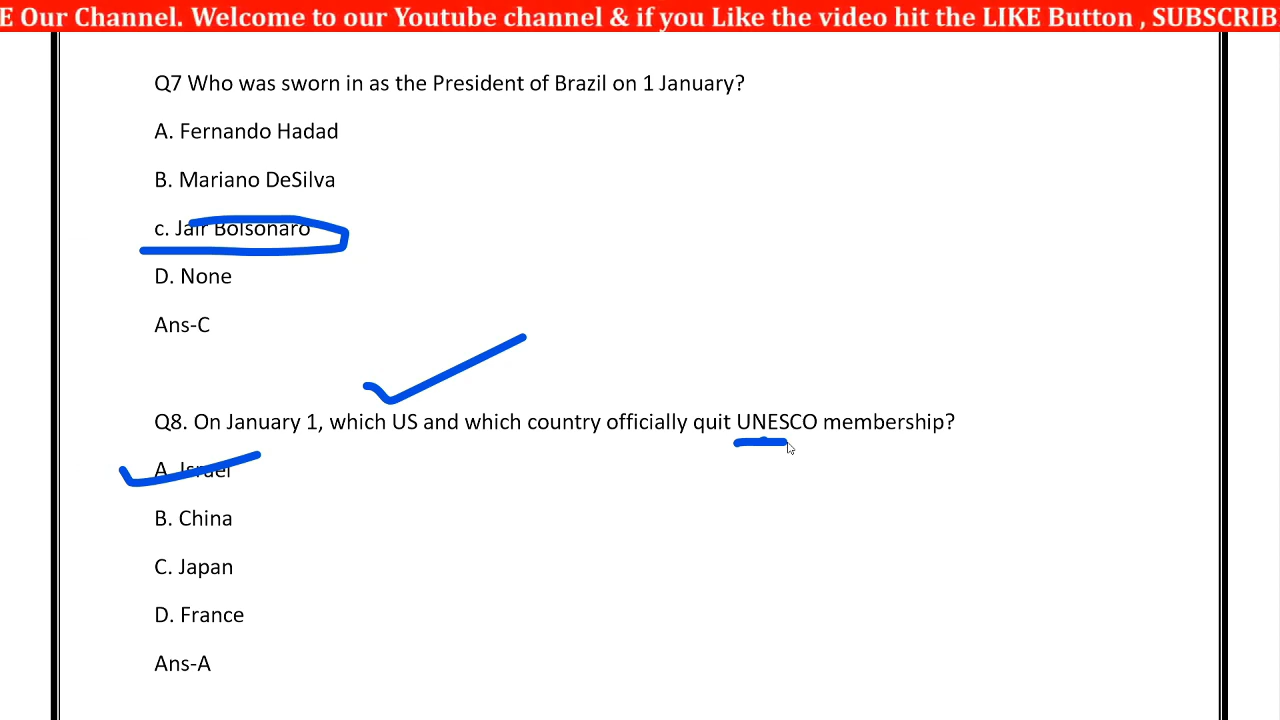 E Our Channel. Welcome to our Youtube channel & if you Like the video hit the LIKE Button , SUBSCRIB
Q7 Who was sworn in as the President of Brazil on 1 January?
A. Fernando Hadad
B. Mariano DeSilva
c. Jair Bolsonaro
D. None
Ans-C
Q8. On January 1, which US and which country officially quit UNESCO membership?
A. Israel
B. China
C. Japan
D. France
Ans-A